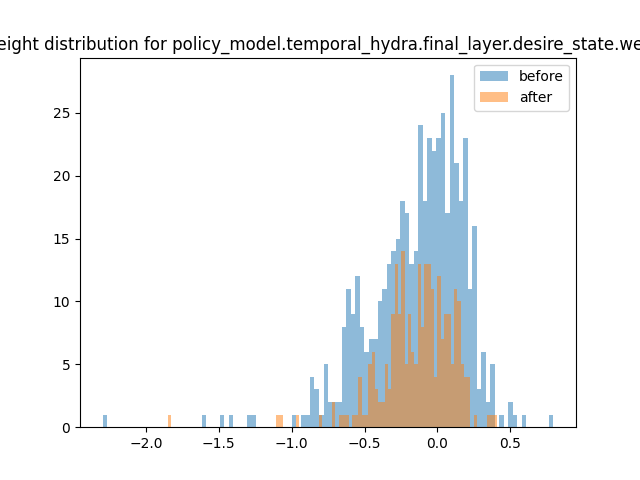 eight distribution for policy_model.temporal_hydra.final_layer.desire_state.we
before
after
25
20
15
10
5
0
−2.0 −1.5 −1.0 −0.5 0.0 0.5